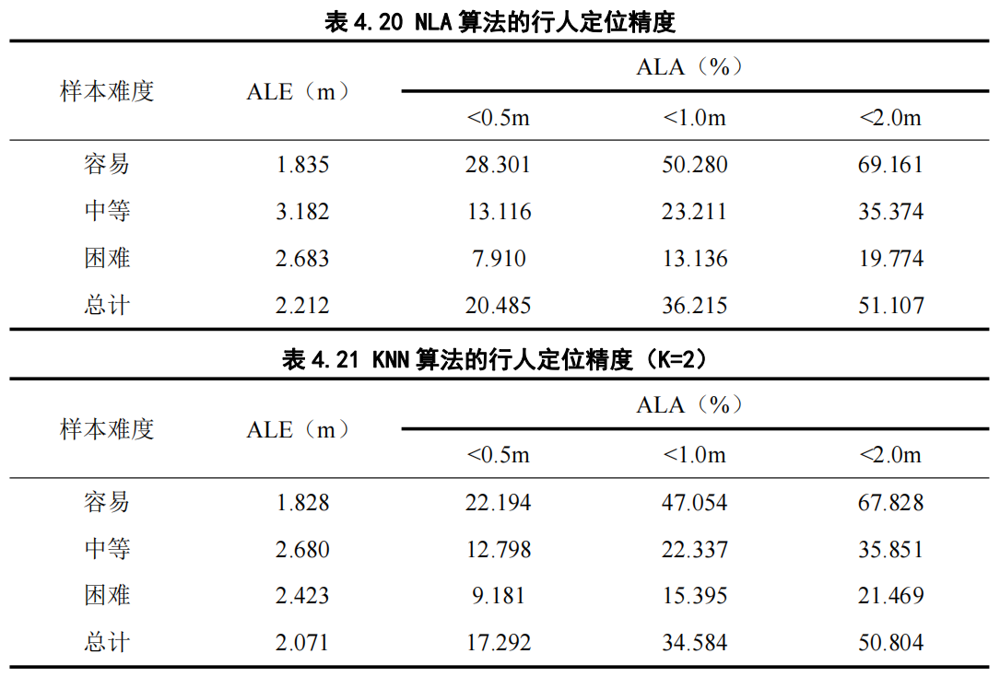 表 4.20 NLA 算法的行人定位精度
样本难度 ALE（m） ALA（%）
<0.5m <1.0m <2.0m
容易 1.835 28.301 50.280 69.161
中等 3.182 13.116 23.211 35.374
困难 2.683 7.910 13.136 19.774
总计 2.212 20.485 36.215 51.107
表 4.21 KNN 算法的行人定位精度（K=2）
样本难度 ALE（m） ALA（%）
<0.5m <1.0m <2.0m
容易 1.828 22.194 47.054 67.828
中等 2.680 12.798 22.337 35.851
困难 2.423 9.181 15.395 21.469
总计 2.071 17.292 34.584 50.804